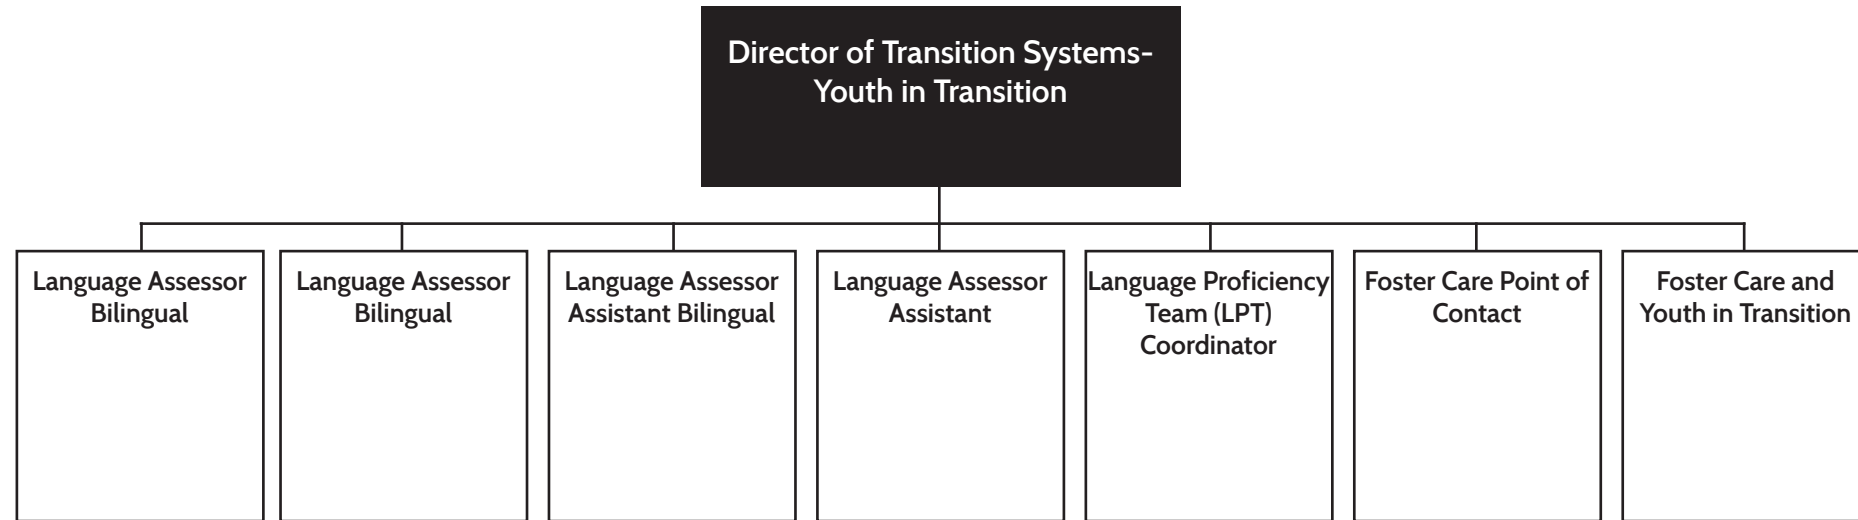 Director of Transition Systems-
Youth in Transition
Language Assessor
Bilingual
Language Assessor
Bilingual
Language Assessor
Assistant Bilingual
Language Assessor
Assistant
Language Proficiency
Team (LPT)
Coordinator
Foster Care Point of
Contact
Foster Care and
Youth in Transition